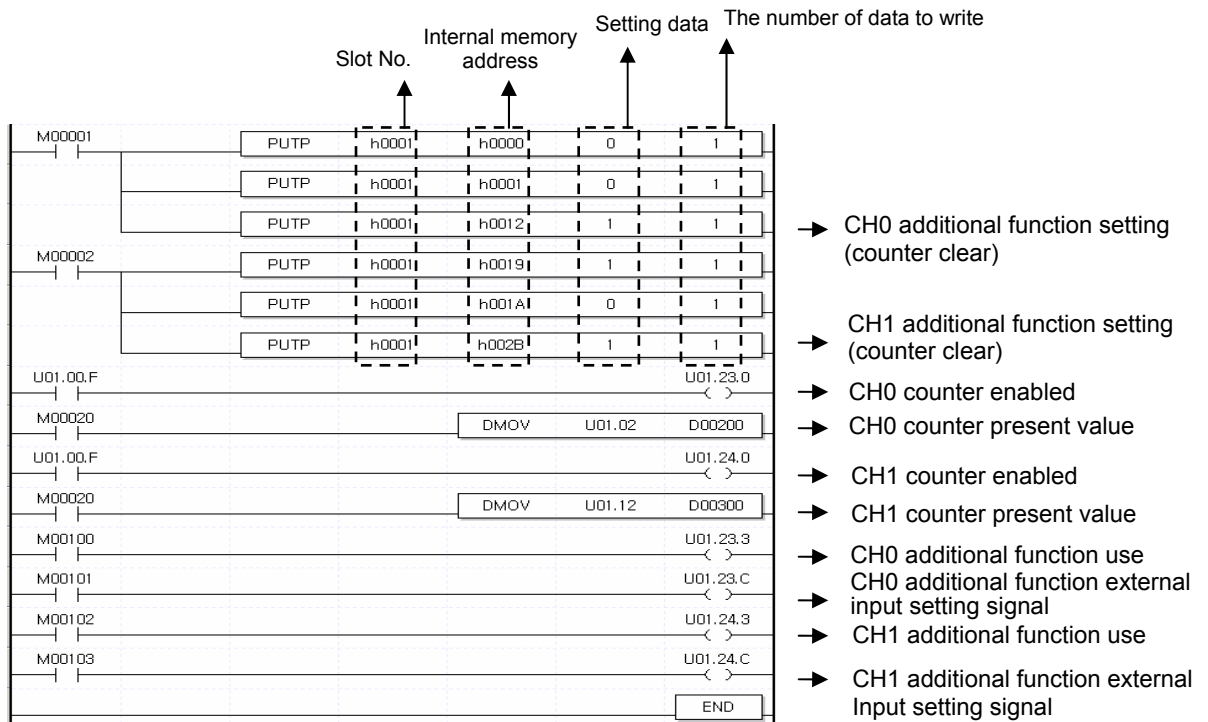 Slot No.
Internal memory
address
Setting data
The number of data to write
M00001
PUTP h0001 h0000 0 1
PUTP h0001 h0001 0 1
PUTP h0001 h0012 1 1
CH0 additional function setting
(counter clear)
M00002
PUTP h0001 h0019 1 1
PUTP h0001 h001A 0 1
PUTP h0001 h002B 1 1
CH1 additional function setting
(counter clear)
U01.00.F U01.23.0 CH0 counter enabled
M00020 DMOV U01.02 D00200 CH0 counter present value
U01.00.F U01.24.0 CH1 counter enabled
M00020 DMOV U01.12 D00300 CH1 counter present value
M00100 U01.23.3 CH0 additional function use
M00101 U01.23.C CH0 additional function external
input setting signal
M00102 U01.24.3 CH1 additional function use
M00103 U01.24.C CH1 additional function external
Input setting signal
END